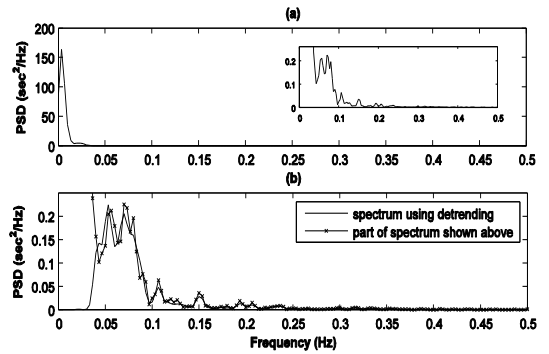 (a)
PSD (sec²/Hz)
200
150
100
50
0
0 0.05 0.1 0.15 0.2 0.25 0.3 0.35 0.4 0.45 0.5
0.2
0.1
0
0 0.1 0.2 0.3 0.4 0.5
(b)
PSD (sec²/Hz)
0.2
0.15
0.1
0.05
0
0 0.05 0.1 0.15 0.2 0.25 0.3 0.35 0.4 0.45 0.5
spectrum using detrending
part of spectrum shown above
Frequency (Hz)